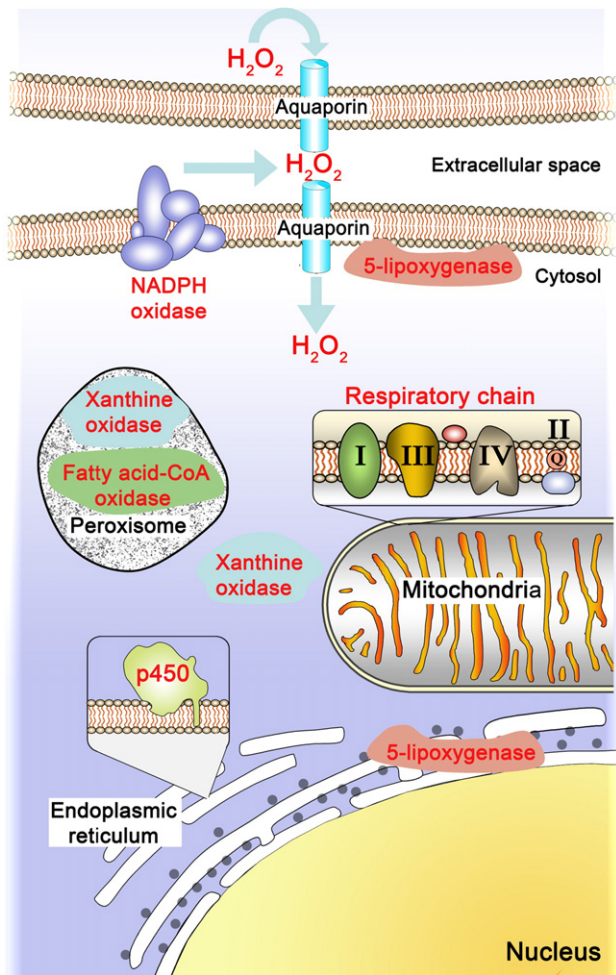 H2O2
Aquaporin
H2O2
Extracellular space
Aquaporin
5-lipoxygenase
Cytosol
NADPH
oxidase
H2O2
Respiratory chain
Xanthine
oxidase
I
III
IV
II
Q
Fatty acid-CoA
oxidase
Peroxisome
Xanthine
oxidase
Mitochondria
p450
5-lipoxygenase
Endoplasmic
reticulum
Nucleus